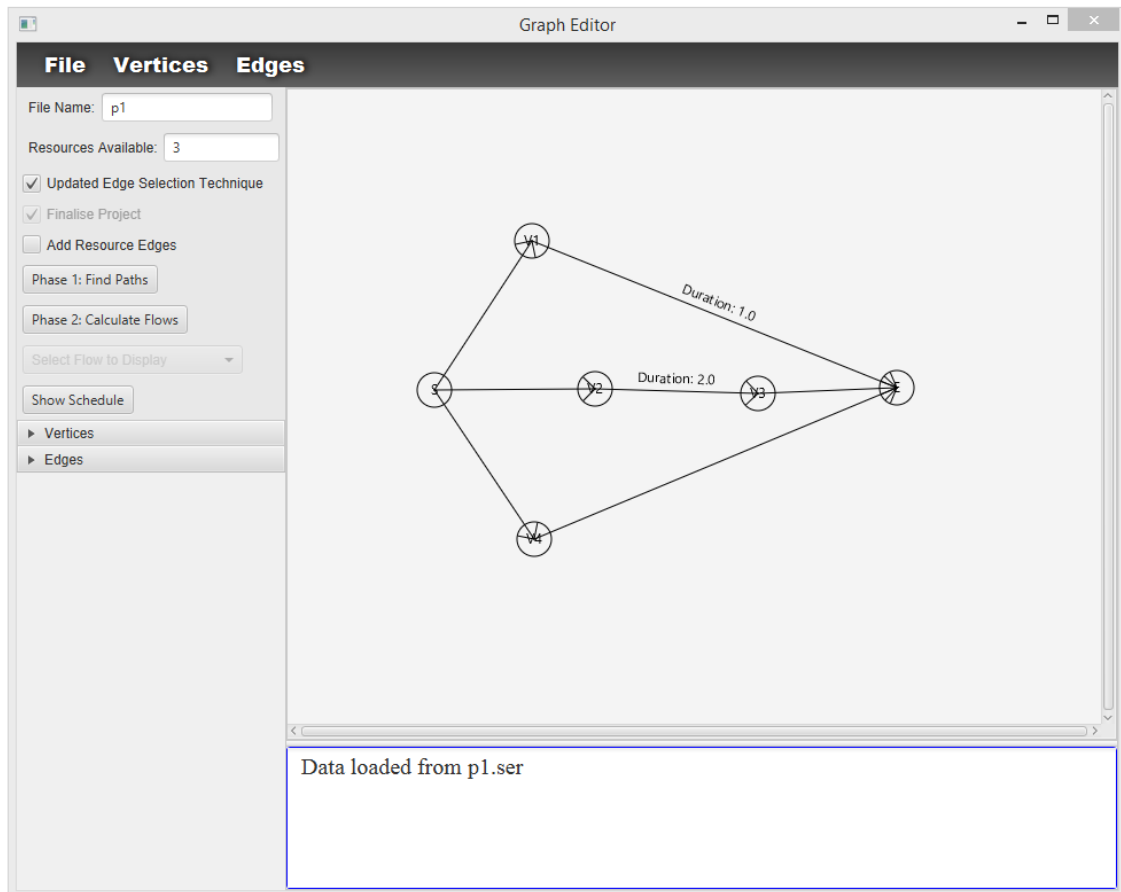 Graph Editor
File Vertices Edges
File Name: p1
Resources Available: 3
Updated Edge Selection Technique
Finalise Project
Add Resource Edges
Phase 1: Find Paths
Phase 2: Calculate Flows
Select Flow to Display
Show Schedule
Vertices
Edges
V1
Duration: 1.0
S
V2
Duration: 2.0
V3
E
V4
Data loaded from p1.ser